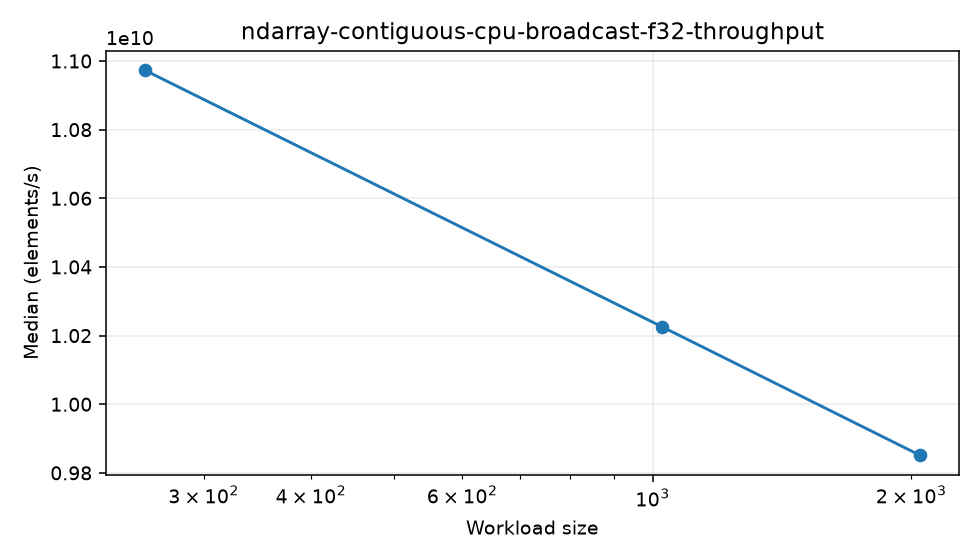 ndarray-contiguous-cpu-broadcast-f32-throughput
1e10
1.10
1.08
1.06
1.04
1.02
1.00
0.98
Median (elements/s)
3 × 10²
4 × 10²
6 × 10²
10³
2 × 10³
Workload size